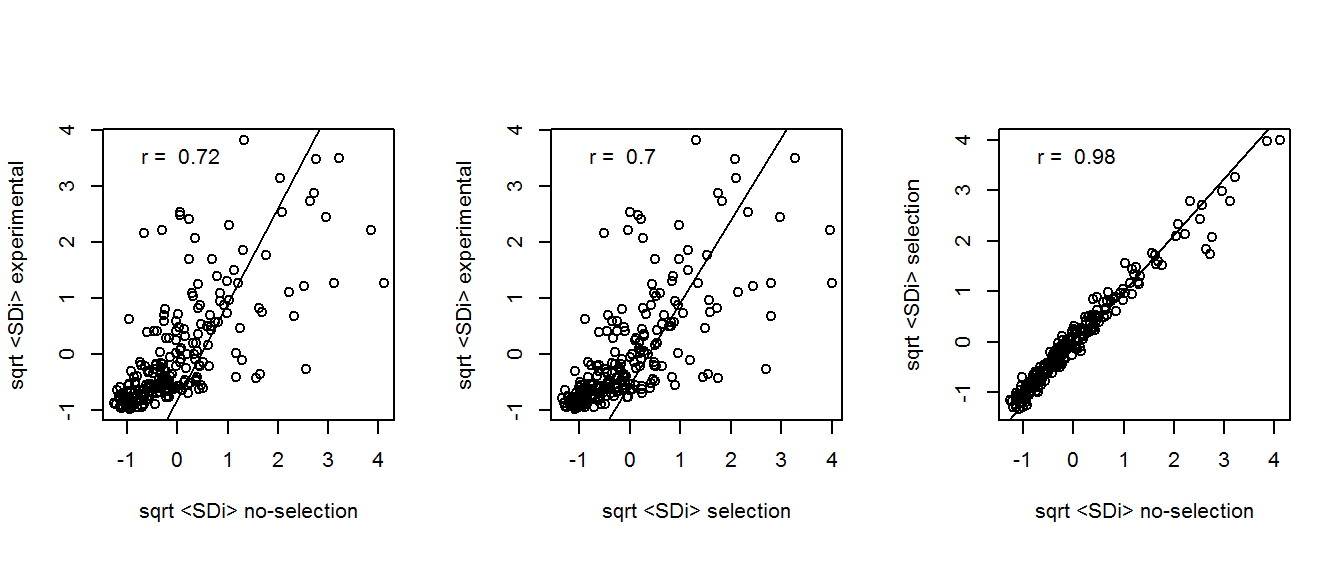 sqrt <SDi> experimental
4
3
2
1
0
-1
r = 0.72
-1 0 1 2 3 4
sqrt <SDi> no-selection
sqrt <SDi> experimental
4
3
2
1
0
-1
r = 0.7
-1 0 1 2 3 4
sqrt <SDi> selection
sqrt <SDi> selection
4
3
2
1
0
-1
r = 0.98
-1 0 1 2 3 4
sqrt <SDi> no-selection